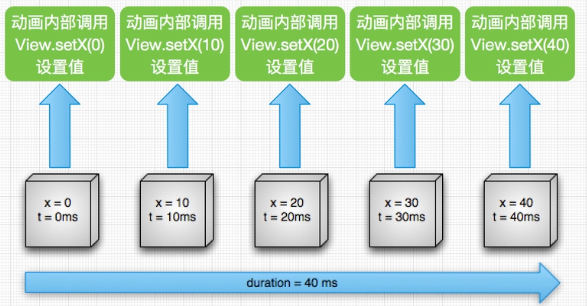 动画内部调用
View.setX(0)
设置值
动画内部调用
View.setX(10)
设置值
动画内部调用
View.setX(20)
设置值
动画内部调用
View.setX(30)
设置值
动画内部调用
View.setX(40)
设置值
x = 0
t = 0ms
x = 10
t = 10ms
x = 20
t = 20ms
x = 30
t = 30ms
x = 40
t = 40ms
duration = 40 ms